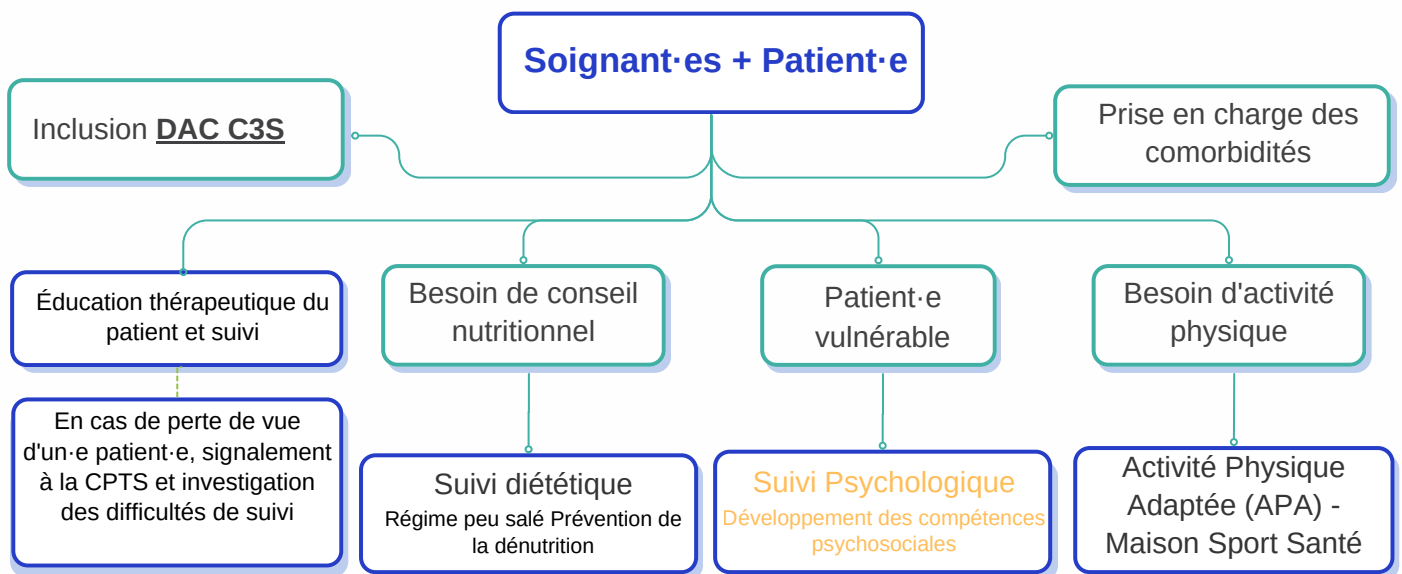 Soignant·es + Patient·e
Inclusion DAC C3S
Prise en charge des
comorbidités
Éducation thérapeutique du
patient et suivi
Besoin de conseil
nutritionnel
Patient·e
vulnérable
Besoin d'activité
physique
En cas de perte de vue
d'un·e patient·e, signalement
à la CPTS et investigation
des difficultés de suivi
Suivi diététique
Régime peu salé Prévention de
la dénutrition
Suivi Psychologique
Développement des compétences
psychosociales
Activité Physique
Adaptée (APA) -
Maison Sport Santé